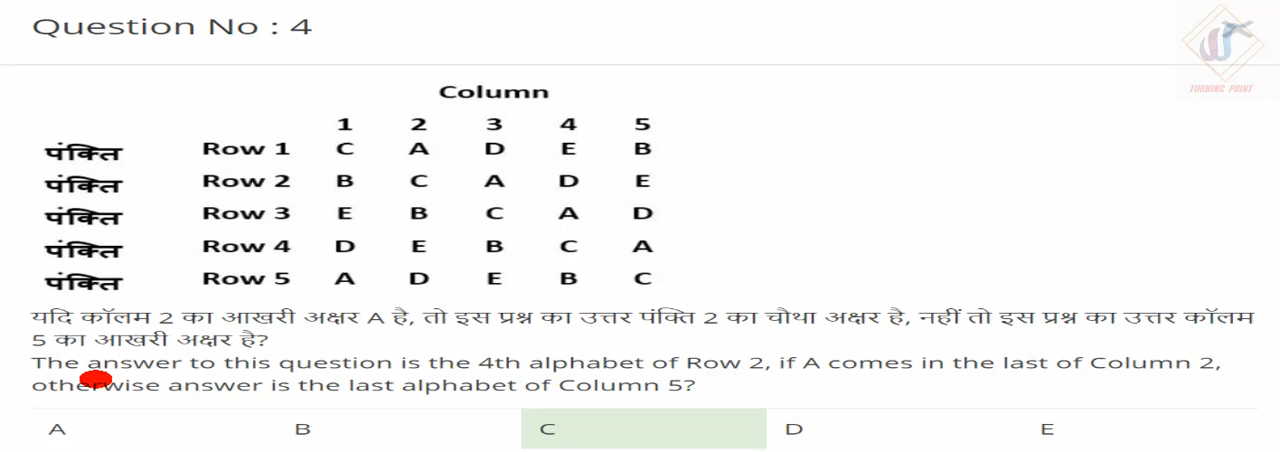 Question No : 4
TURNING POINT
Column
1 2 3 4 5
पंक्ति Row 1 C A D E B
पंक्ति Row 2 B C A D E
पंक्ति Row 3 E B C A D
पंक्ति Row 4 D E B C A
पंक्ति Row 5 A D E B C
यदि कॉलम 2 का आखरी अक्षर A है, तो इस प्रश्न का उत्तर पंक्ति 2 का चौथा अक्षर है, नहीं तो इस प्रश्न का उत्तर कॉलम
5 का आखरी अक्षर है?
The answer to this question is the 4th alphabet of Row 2, if A comes in the last of Column 2,
otherwise answer is the last alphabet of Column 5?
A B C D E